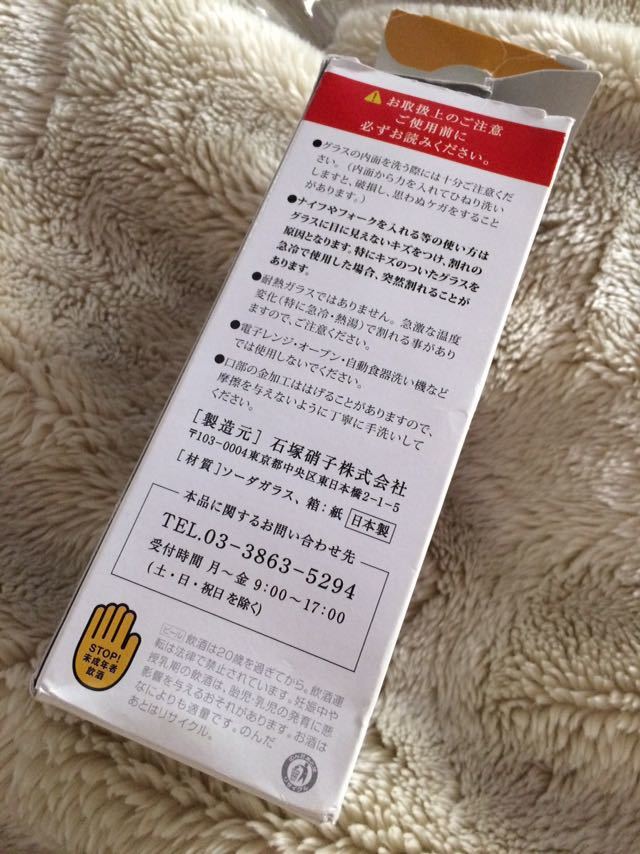 お取扱上のご注意
ご使用前に
必ずお読みください。
●グラスの内面を洗う際には十分ご注意くだ
さい。(内面から力を入れてひねり洗い
しますと、破損し、思わぬケガをすること
があります。)
●ナイフやフォークを入れる等の使い方は
グラスに目に見えないキズをつけ、割れの
原因となります。特にキズのついたグラスを
急冷で使用した場合、突然割れることが
あります。
●耐熱ガラスではありません。急激な温度
変化(特に急冷・熱湯)で割れる事があり
ますので、ご注意ください。
●電子レンジ・オーブン・自動食器洗い機など
では使用しないでください。
●口部の金加工ははげることがありますので、
摩擦を与えないように丁寧に手洗いして
ください。
[製造元] 石塚硝子株式会社
〒103-0004東京都中央区東日本橋2-1-5
[材質]ソーダガラス、箱:紙 日本製
本品に関するお問い合わせ先
TEL.03-3863-5294
受付時間 月〜金 9:00〜17:00
(土・日・祝日を除く)
STOP!
未成年者
飲酒
ビール 飲酒は20歳を過ぎてから。飲酒運
転は法律で禁止されています。妊娠中や
授乳期の飲酒は、胎児・乳児の発育に悪
影響を与えるおそれがあります。お酒は
なによりも適量です。のんだ
あとはリサイクル。